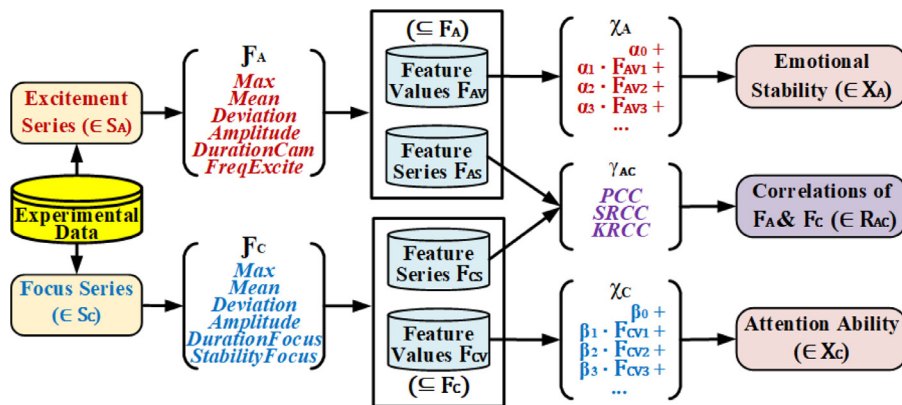 Experimental
Data
Excitement
Series (∈ SA)
Focus Series
(∈ SC)
ƑA
Max
Mean
Deviation
Amplitude
DurationCam
FreqExcite
ƑC
Max
Mean
Deviation
Amplitude
DurationFocus
StabilityFocus
(⊆ FA)
Feature
Values FAV
Feature
Series FAS
Feature
Series FCS
Feature
Values FCV
(⊆ FC)
χA
α0 +
α1 · FAV1 +
α2 · FAV2 +
α3 · FAV3 +
...
γAC
PCC
SRCC
KRCC
χC
β0 +
β1 · FCV1 +
β2 · FCV2 +
β3 · FCV3 +
...
Emotional
Stability (∈ XA)
Correlations of
FA & FC (∈ RAC)
Attention Ability
(∈ XC)